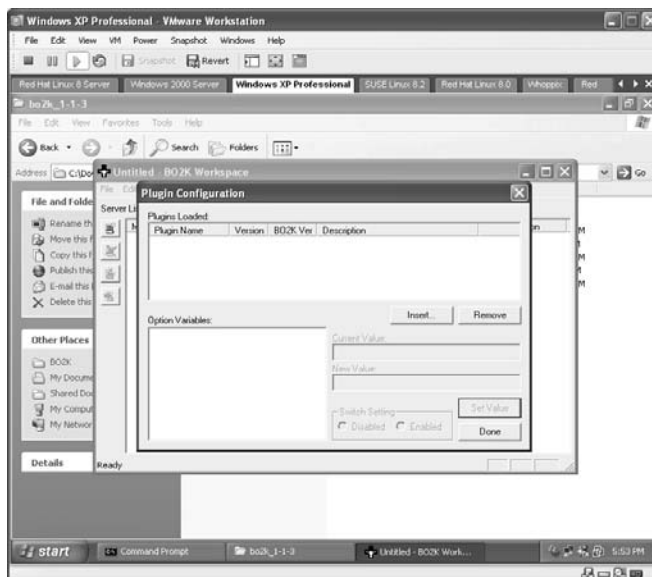 Windows XP Professional - VMware Workstation
File Edit View VM Power Snapshot Windows Help
Snapshot Revert
Red Hat Linux 8 Server Windows 2000 Server Windows XP Professional SUSE Linux 8.2 Red Hat Linux 8.0 Whoppix Red
bo2k_1-1-3
File Edit View Favorites Tools Help
Back Search Folders
Address C:\Do Go
Untitled - BO2K Workspace
File
Server Li
Plugin Configuration
Plugins Loaded:
Plugin Name Version BO2K Ver Description
Insert... Remove
Option Variables:
Current Value:
New Value:
Switch Setting
Disabled Enabled
Set Value
Done
Ready
File and Folde
Rename th
Move this f
Copy this f
Publish this
E-mail this
Delete this
Other Places
BO2K
My Docume
Shared Do
My Comput
My Networ
Details
start Command Prompt bo2k_1-1-3 Untitled - BO2K Work... 5:53 PM